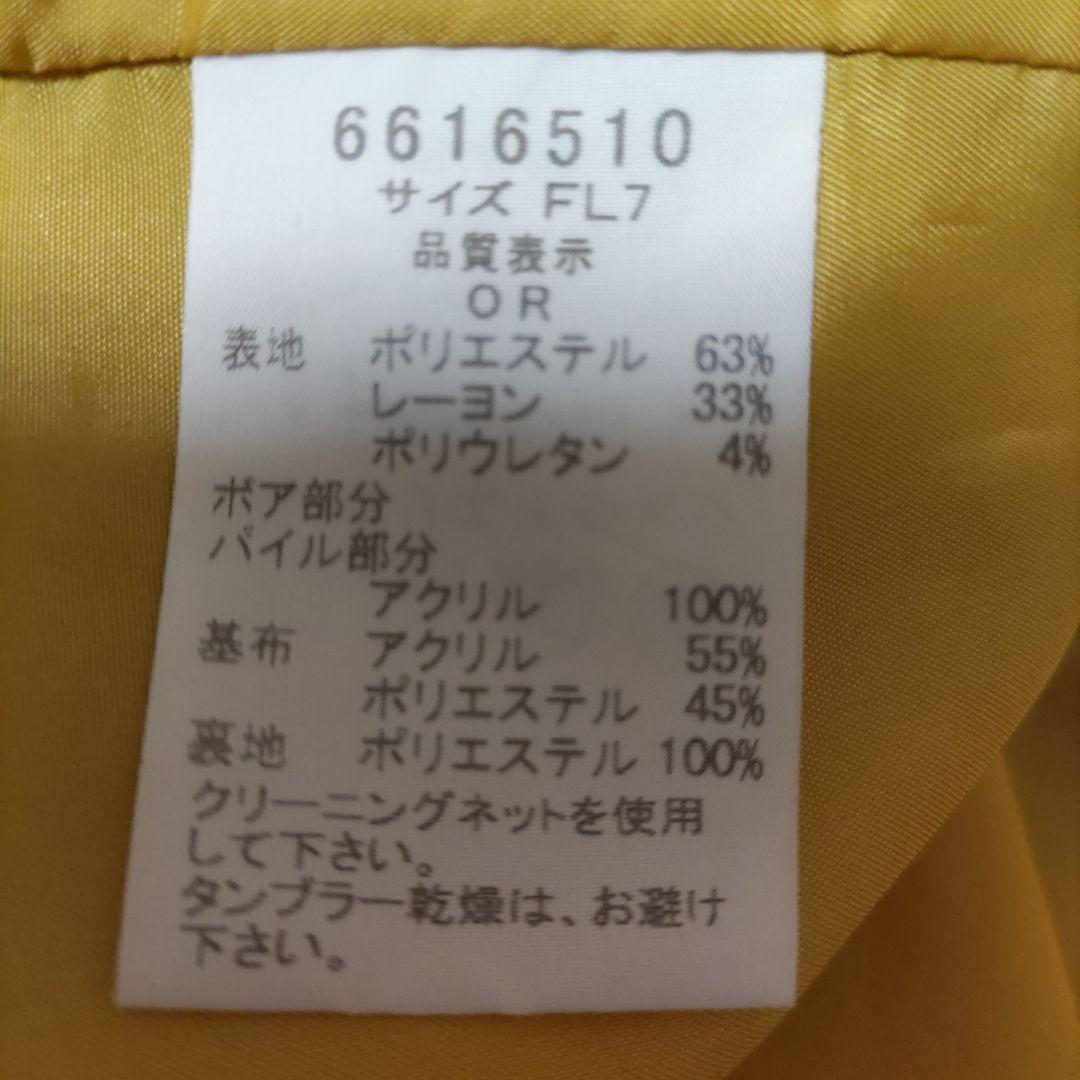 6616510
サイズ FL7
品質表示
OR
表地 ポリエステル 63%
レーヨン 33%
ポリウレタン 4%
ボア部分
パイル部分
アクリル 100%
基布 アクリル 55%
ポリエステル 45%
裏地 ポリエステル 100%
クリーニングネットを使用
して下さい。
タンブラー乾燥は、お避け
下さい。